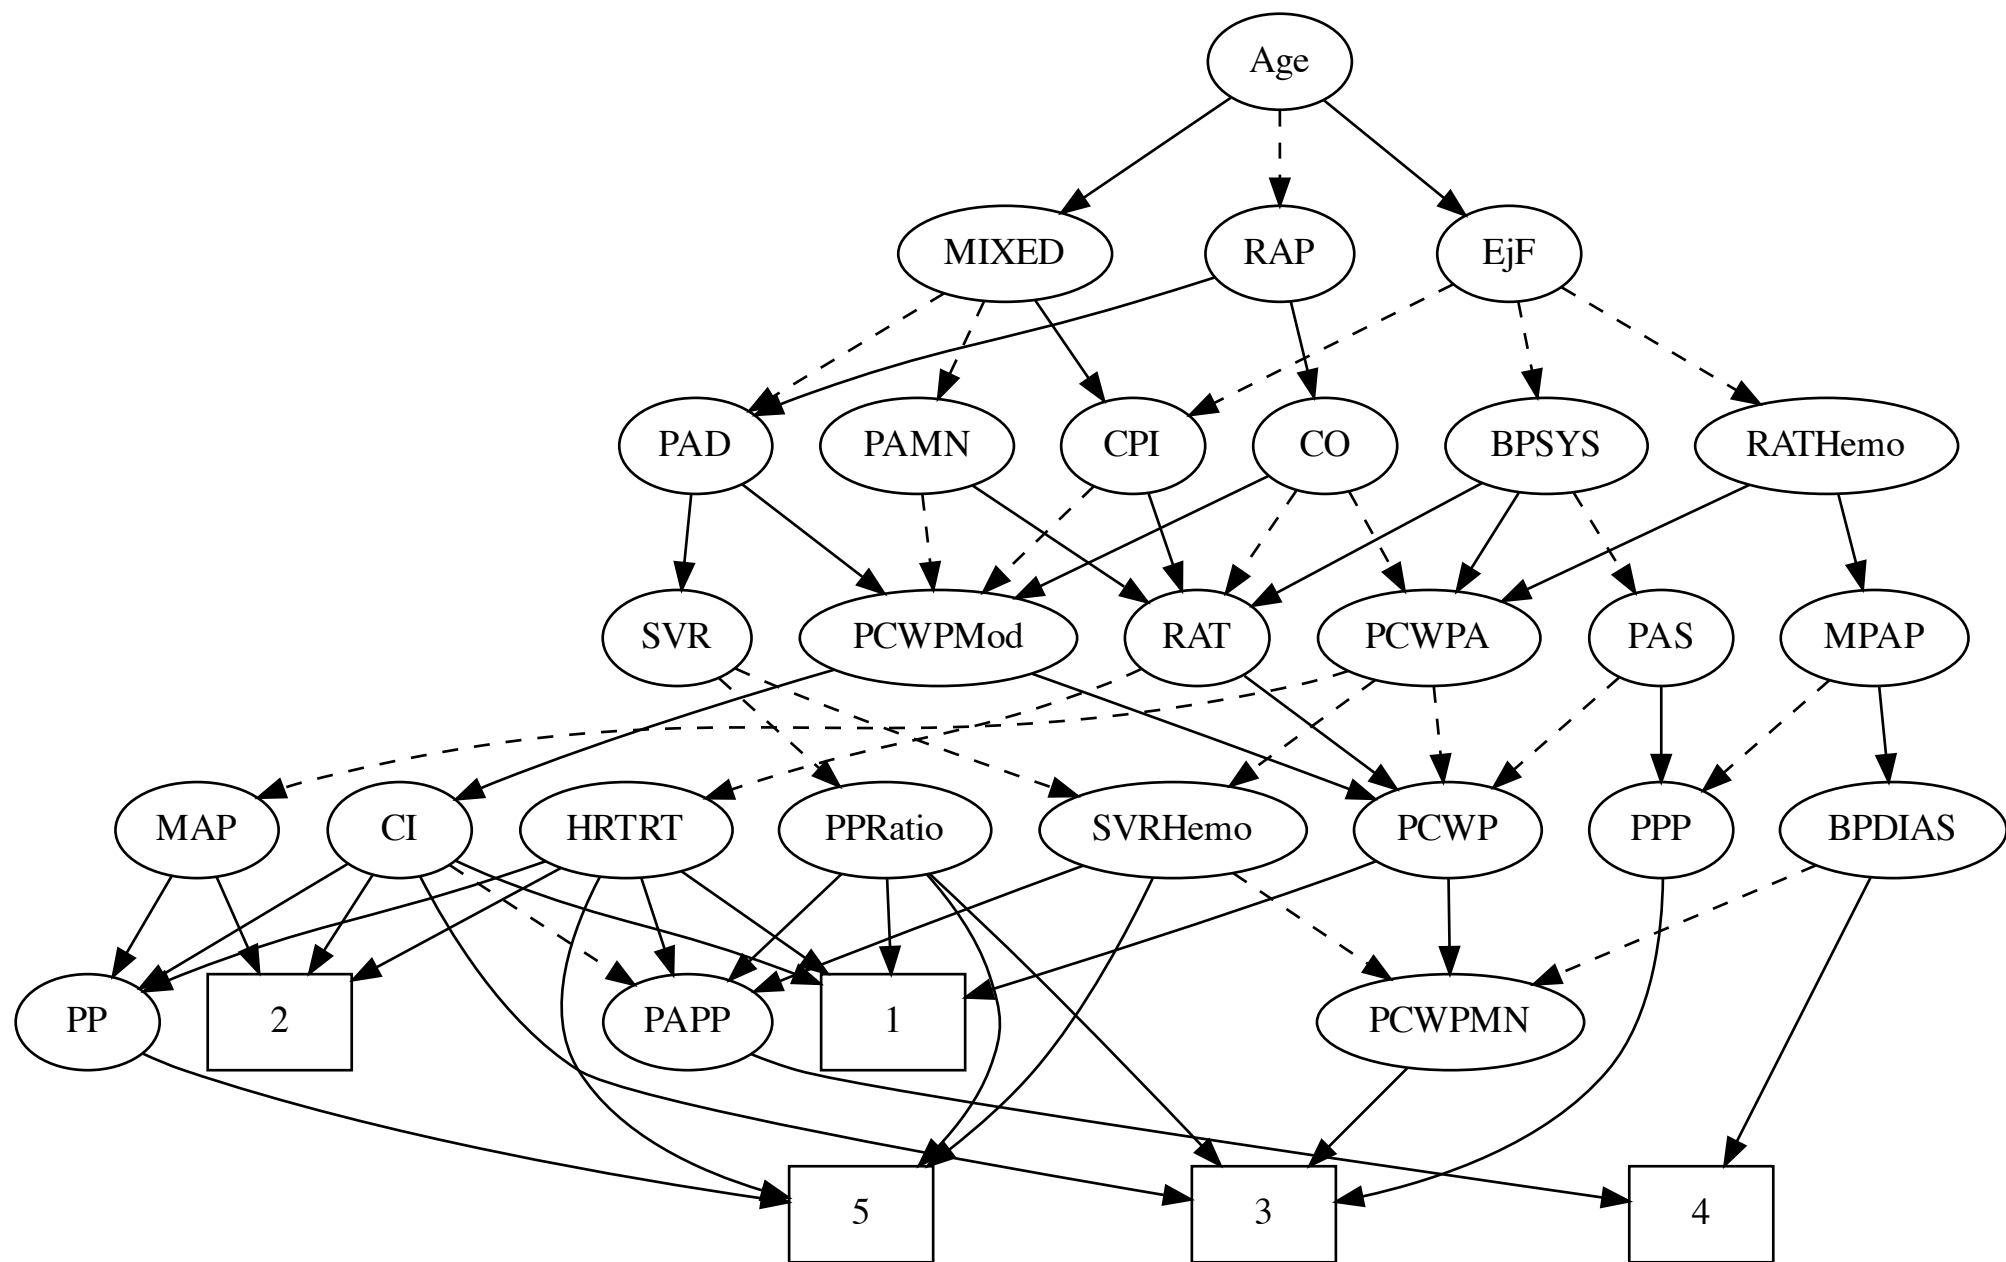 Age
MIXED
RAP
EjF
PAD
PAMN
CPI
CO
BPSYS
RATHemo
SVR
PCWPMod
RAT
PCWPA
PAS
MPAP
MAP
CI
HRTRT
PPRatio
SVRHemo
PCWP
PPP
BPDIAS
PP
2
PAPP
1
PCWPMN
5
3
4